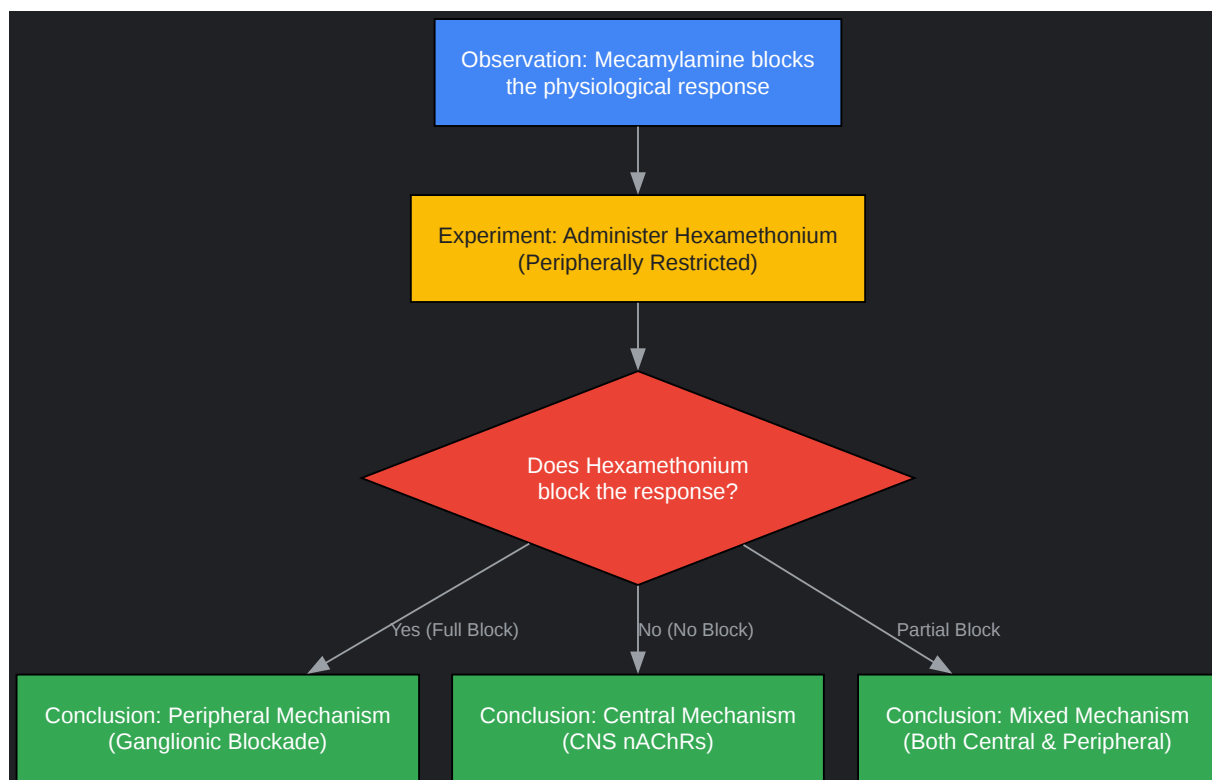 Observation: Mecamylamine blocks
the physiological response
Experiment: Administer Hexamethonium
(Peripherally Restricted)
Does Hexamethonium
block the response?
Yes (Full Block)
No (No Block)
Partial Block
Conclusion: Peripheral Mechanism
(Ganglionic Blockade)
Conclusion: Central Mechanism
(CNS nAChRs)
Conclusion: Mixed Mechanism
(Both Central & Peripheral)